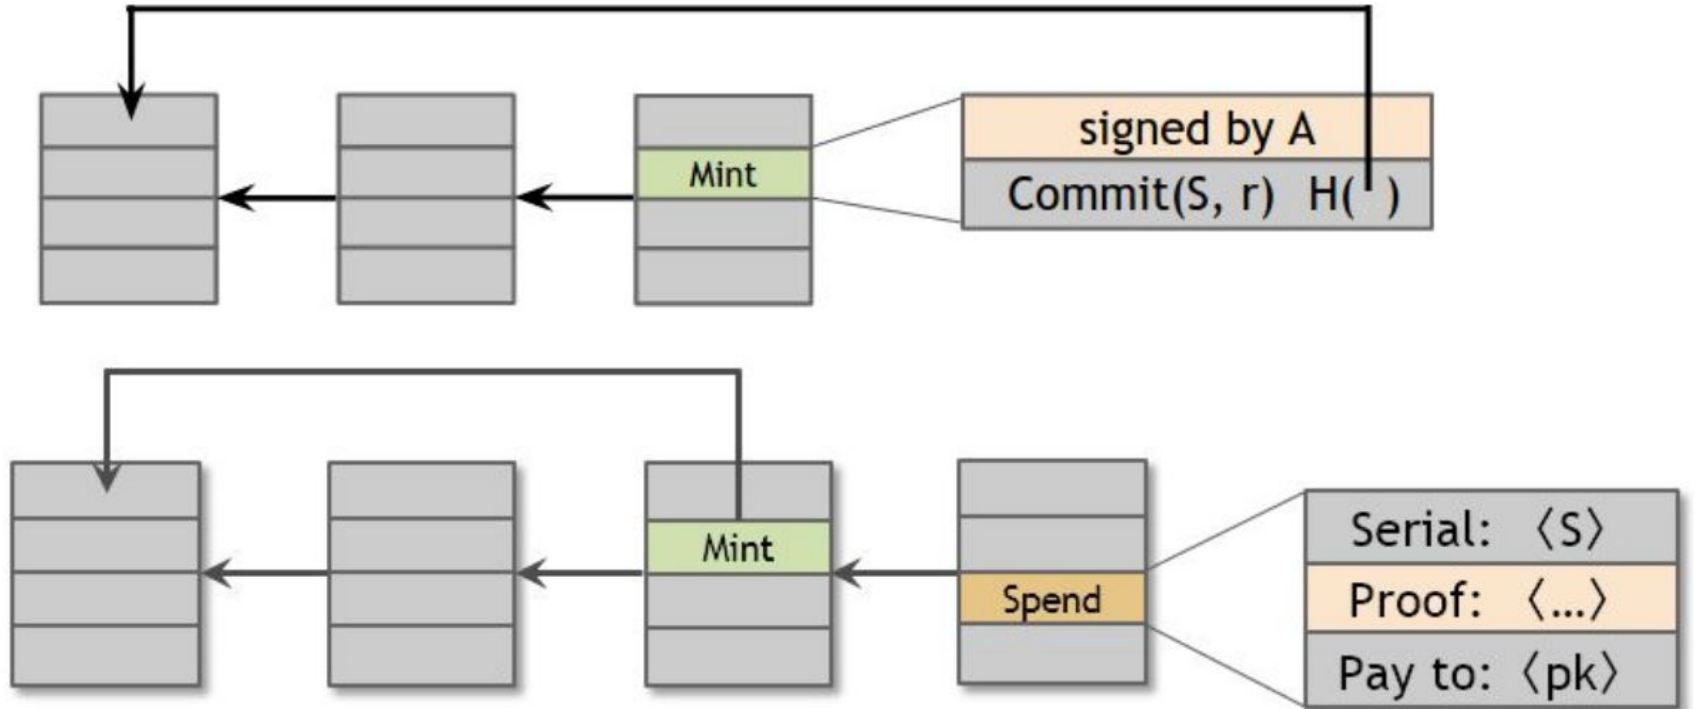 signed by A
Mint
Commit(S, r) H( )
Mint
Serial: 〈S〉
Spend
Proof: 〈...〉
Pay to: 〈pk〉